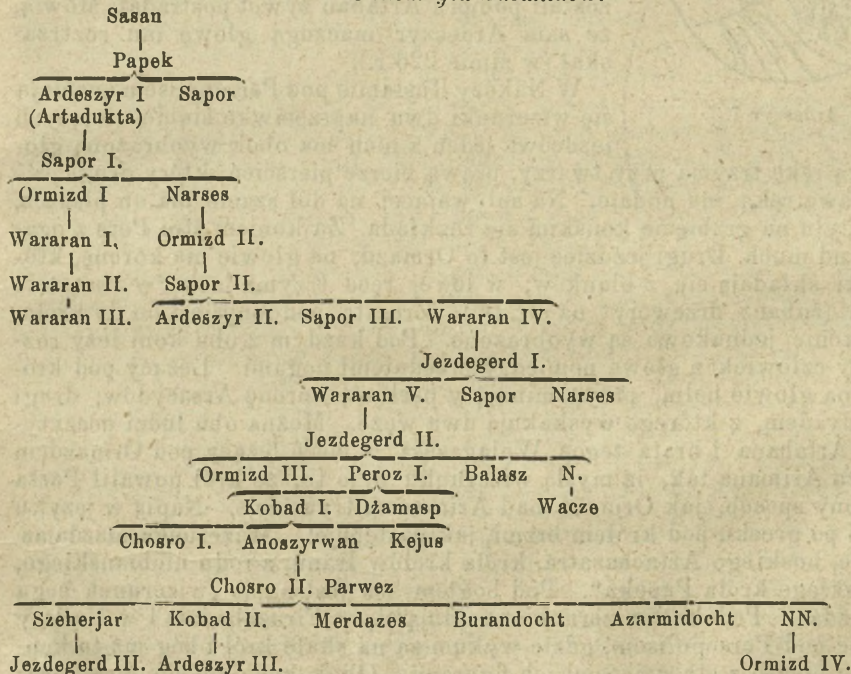 Sasan
Papek
Ardeszyr I Sapor
(Artadukta)
Sapor I.
Ormizd I Narses
Wararan I. Ormizd II.
Wararan II. Sapor II.
Wararan III. Ardeszyr II. Sapor III. Wararan IV.
Jezdegerd I.
Wararan V. Sapor Narses
Jezdegerd II.
Ormizd III. Peroz I. Balasz N.
Kobad I. Dżamasp Wacze
Chosro I. Anoszyrwan Kejus
Chosro II. Parwez
Szeherjar Kobad II. Merdazes Burandocht Azarmidocht NN.
Jezdegerd III. Ardeszyr III. Ormizd IV.